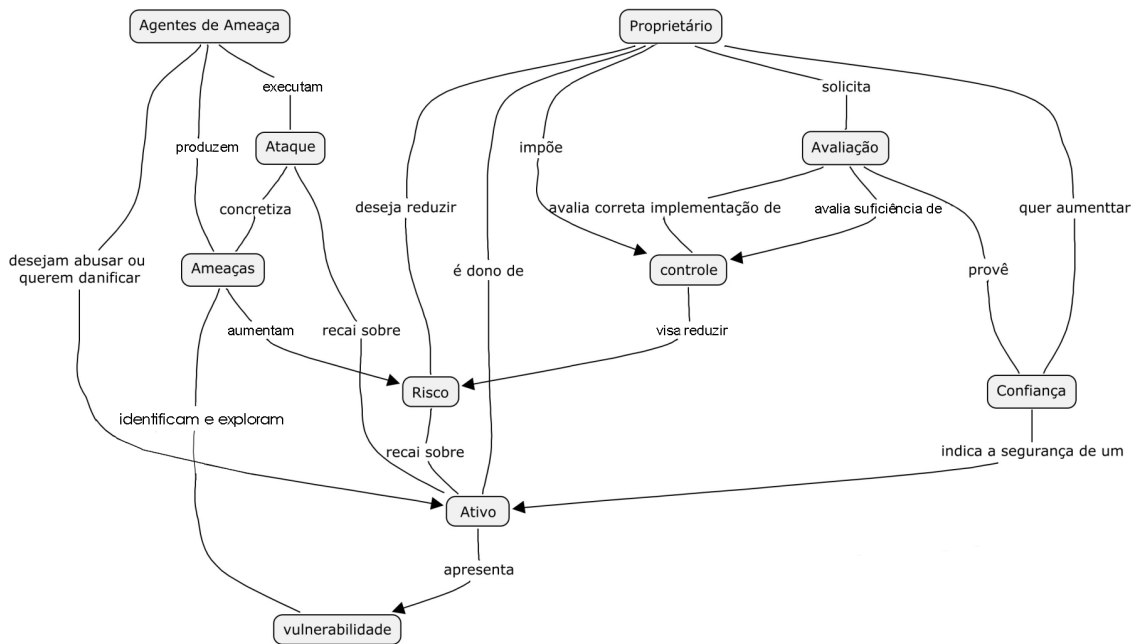 Agentes de Ameaça
Proprietário
executam
solicita
produzem
Ataque
impõe
Avaliação
concretiza
deseja reduzir
avalia correta implementação de
avalia suficiência de
quer aumenttar
desejam abusar ou
querem danificar
Ameaças
é dono de
controle
provê
aumentam
recai sobre
visa reduzir
Risco
Confiança
identificam e exploram
recai sobre
indica a segurança de um
Ativo
apresenta
vulnerabilidade